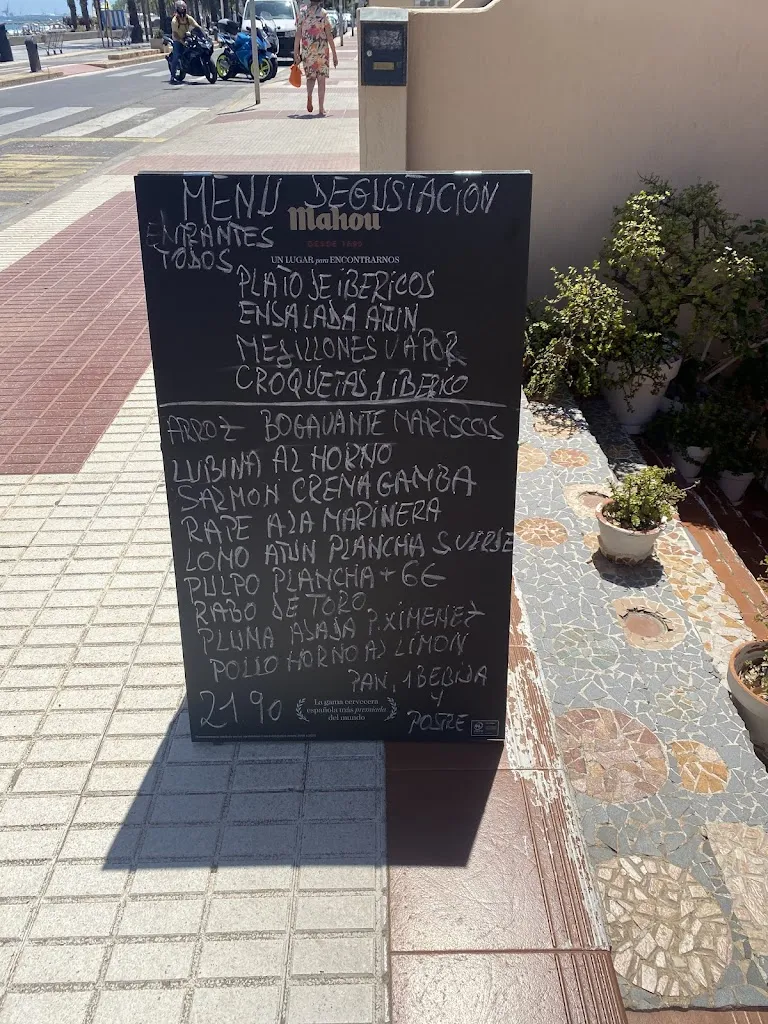 MENU DEGUSTACION
Mahou
DESDE 1890
UN LUGAR para ENCONTRARNOS
ENTRANTES
TODOS
PLATO DE IBERICOS
ENSALADA ATUN
MEJILLONES VAPOR
CROQUETAS J IBERCO
ARROZ BOGAVANTE MARISCOS
LUBINA AL HORNO
SALMON CREMA GAMBA
RAPE A LA MARINERA
LOMO ATUN PLANCHA
PULPO PLANCHA + 6€
RABO DE TORO
PLUMA ASADA P.XIMENEZ
POLLO HORNO AL LIMON
PAN, 1 BEBIDA
Y
POSTRE
21 90
La gama cervecera
española más premiada
del mundo